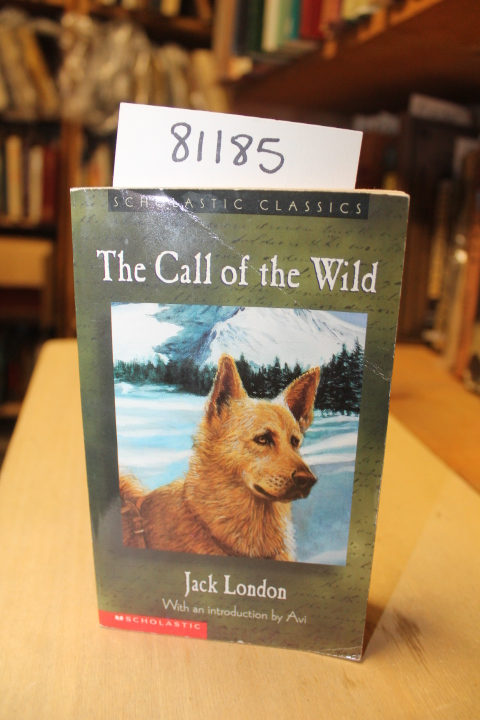 81185
SCHOLASTIC CLASSICS
The Call of the Wild
Jack London
With an introduction by Avi
SCHOLASTIC